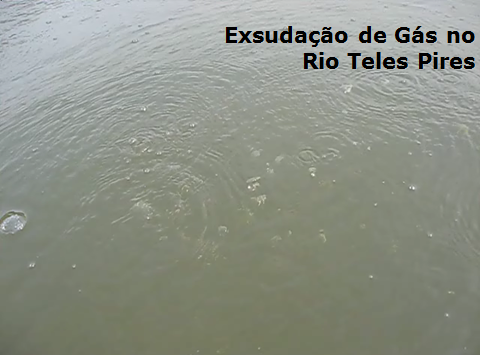 Exsudação de Gás no
Rio Teles Pires